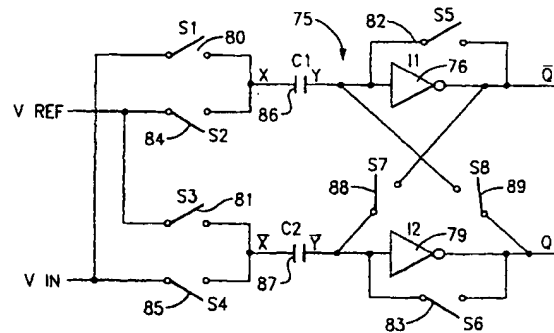 S1
80
75
82
S5
C1
I1
76
Q̅
X
Y
86
V REF
84
S2
S7
S8
S3
81
88
89
C2
X̅
Y̅
I2
79
Q
87
V IN
85
S4
83
S6